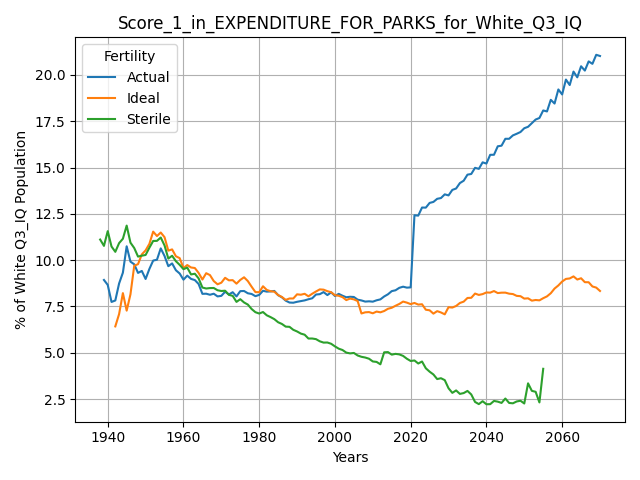 Score_1_in_EXPENDITURE_FOR_PARKS_for_White_Q3_IQ
Fertility
Actual
Ideal
Sterile
% of White Q3_IQ Population
20.0
17.5
15.0
12.5
10.0
7.5
5.0
2.5
1940 1960 1980 2000 2020 2040 2060
Years